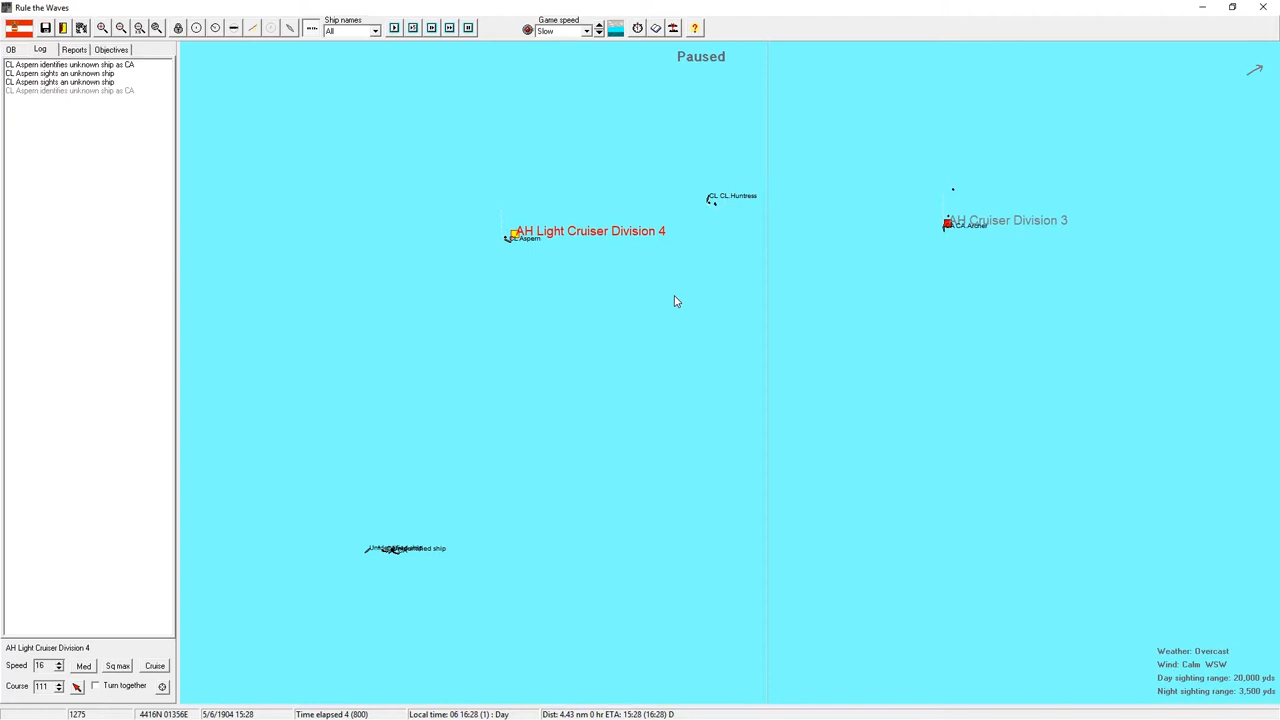 Rule the Waves
Ship names
All
Game speed
Slow
OB Log Reports Objectives
CL Aspern identifies unknown ship as CA
CL Aspern sights an unknown ship
CL Aspern sights an unknown ship
CL Aspern identifies unknown ship as CA
Paused
CL CL.Huntress
AH Light Cruiser Division 4
CL.Aspern
AH Cruiser Division 3
CA.Archer
ship
AH Light Cruiser Division 4
Speed 16 Med Sq max Cruise
Course 111 Turn together
Weather: Overcast
Wind: Calm WSW
Day sighting range: 20,000 yds
Night sighting range: 3,500 yds
1275 4416N 01356E 5/6/1904 15:28 Time elapsed 4 (800) Local time: 06 16:28 (1) : Day Dist: 4.43 nm 0 hr ETA: 15:28 (16:28) D